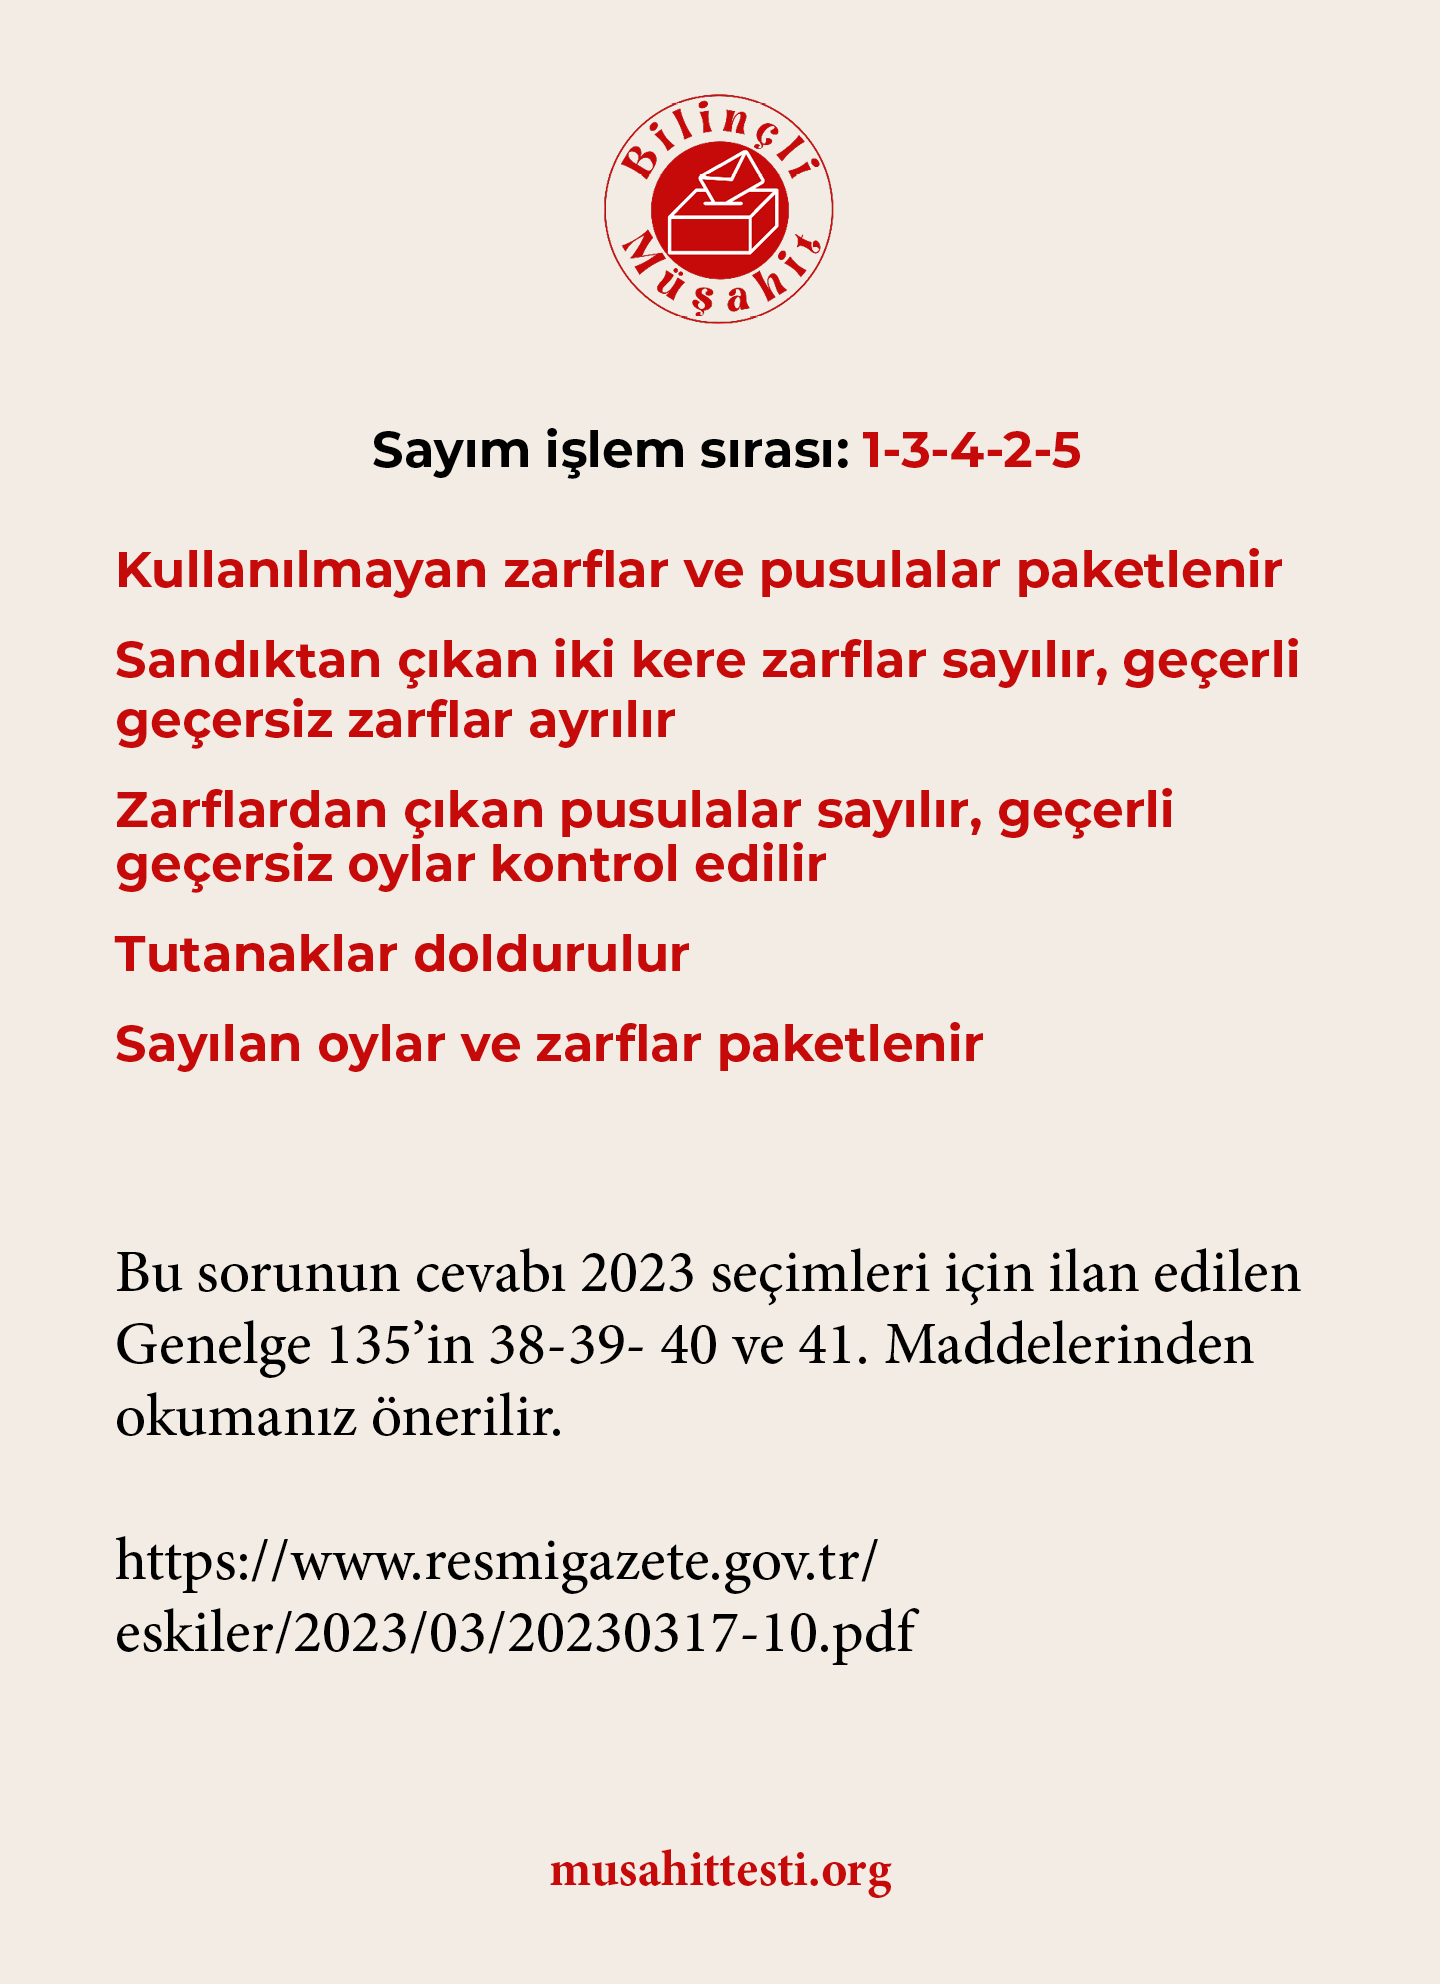 Bilinçli
Müşahit
Sayım işlem sırası: 1-3-4-2-5
Kullanılmayan zarflar ve pusulalar paketlenir
Sandıktan çıkan iki kere zarflar sayılır, geçerli
geçersiz zarflar ayrılır
Zarflardan çıkan pusulalar sayılır, geçerli
geçersiz oylar kontrol edilir
Tutanaklar doldurulur
Sayılan oylar ve zarflar paketlenir
Bu sorunun cevabı 2023 seçimleri için ilan edilen
Genelge 135’in 38-39- 40 ve 41. Maddelerinden
okumanız önerilir.
https://www.resmigazete.gov.tr/
eskiler/2023/03/20230317-10.pdf
musahittesti.org